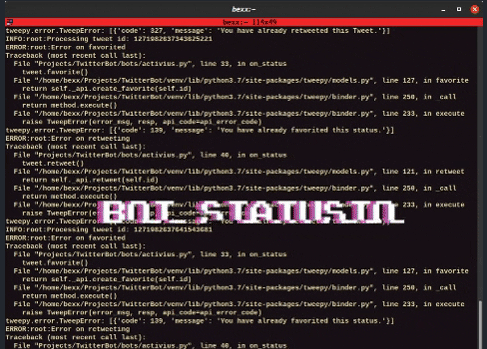 bexx:~
bexx:~ 114x49
tweepy.error.TweepError: [{'code': 327, 'message': 'You have already retweeted this Tweet.'}]
INFO:root:Processing tweet id: 1271982637343625221
ERROR:root:Error on favorited
Traceback (most recent call last):
File "Projects/TwitterBot/bots/activius.py", line 33, in on_status
tweet.favorite()
File "/home/bexx/Projects/TwitterBot/venv/lib/python3.7/site-packages/tweepy/models.py", line 127, in favorite
return self._api.create_favorite(self.id)
File "/home/bexx/Projects/TwitterBot/venv/lib/python3.7/site-packages/tweepy/binder.py", line 250, in _call
return method.execute()
File "/home/bexx/Projects/TwitterBot/venv/lib/python3.7/site-packages/tweepy/binder.py", line 233, in execute
raise TweepError(error_msg, resp, api_code=api_error_code)
tweepy.error.TweepError: [{'code': 139, 'message': 'You have already favorited this status.'}]
ERROR:root:Error on retweeting
Traceback (most recent call last):
File "Projects/TwitterBot/bots/activius.py", line 40, in on_status
tweet.retweet()
File "/home/bexx/Projects/TwitterBot/venv/lib/python3.7/site-packages/tweepy/models.py", line 121, in retweet
return self._api.retweet(self.id)
File "/home/bexx/Projects/TwitterBot/venv/lib/python3.7/site-packages/tweepy/binder.py", line 250, in _call
return method.execute()
File 233, in execute
raise TweepError(
BOT_STATUSIN_
tweepy.error.TweepError:
INFO:root:Processing tweet id: 1271982637641543681
ERROR:root:Error on favorited
Traceback (most recent call last):
File "Projects/TwitterBot/bots/activius.py", line 33, in on_status
tweet.favorite()
File "/home/bexx/Projects/TwitterBot/venv/lib/python3.7/site-packages/tweepy/models.py", line 127, in favorite
return self._api.create_favorite(self.id)
File "/home/bexx/Projects/TwitterBot/venv/lib/python3.7/site-packages/tweepy/binder.py", line 250, in _call
return method.execute()
File "/home/bexx/Projects/TwitterBot/venv/lib/python3.7/site-packages/tweepy/binder.py", line 233, in execute
raise TweepError(error_msg, resp, api_code=api_error_code)
tweepy.error.TweepError: [{'code': 139, 'message': 'You have already favorited this status.'}]
ERROR:root:Error on retweeting
Traceback (most recent call last):
File "Projects/TwitterBot/bots/activius.py", line 40, in on_status